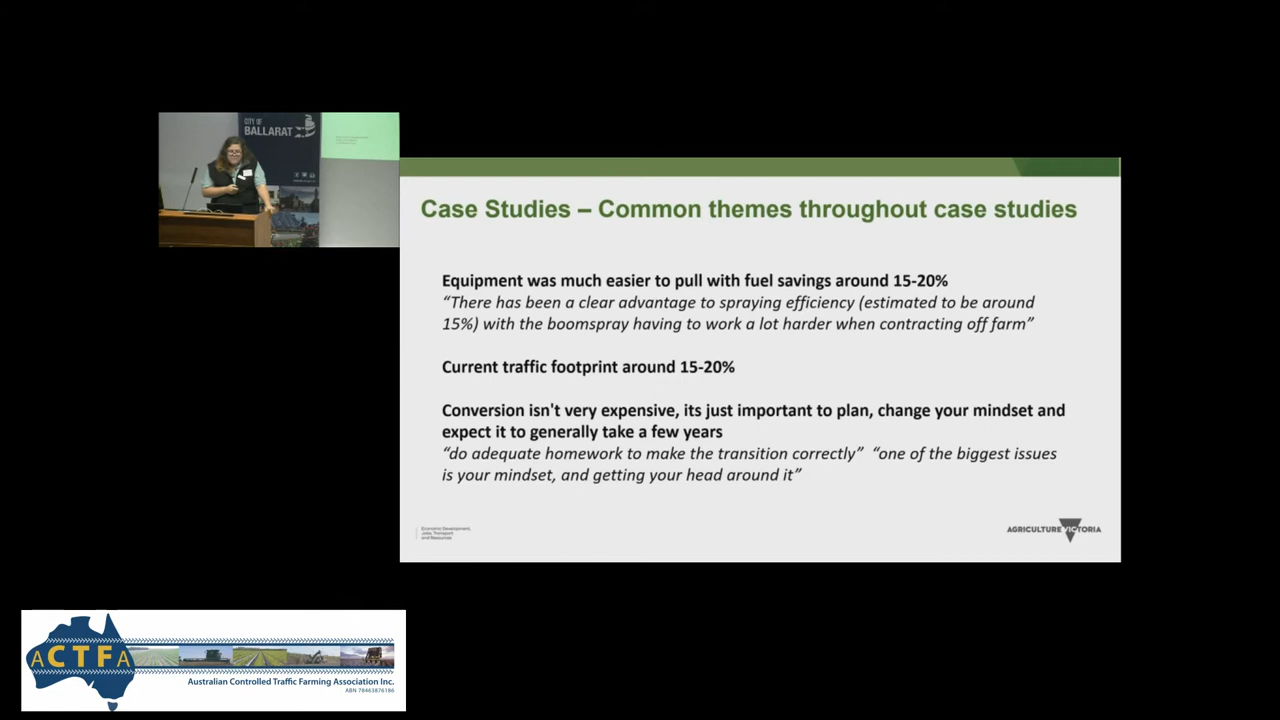 CITY OF
BALLARAT
Case Studies – Common themes throughout case studies
Equipment was much easier to pull with fuel savings around 15-20%
“There has been a clear advantage to spraying efficiency (estimated to be around
15%) with the boomspray having to work a lot harder when contracting off farm”
Current traffic footprint around 15-20%
Conversion isn't very expensive, its just important to plan, change your mindset and
expect it to generally take a few years
“do adequate homework to make the transition correctly” “one of the biggest issues
is your mindset, and getting your head around it”
Economic Development,
Jobs, Transport
and Resources
AGRICULTURE VICTORIA
ACTFA
Australian Controlled Traffic Farming Association Inc.
ABN 78463876186